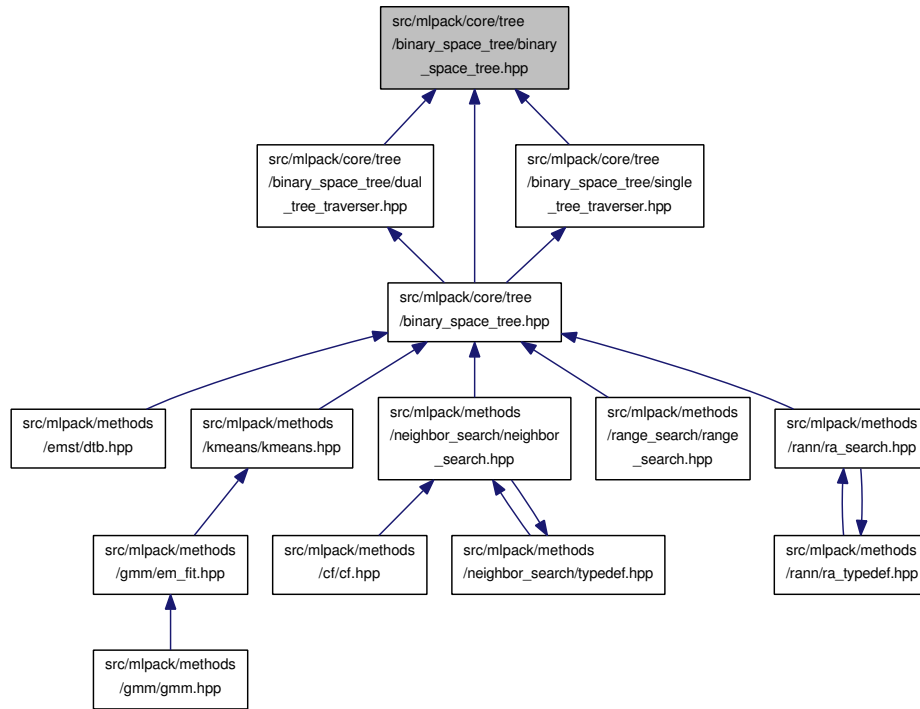 src/mlpack/core/tree
/binary_space_tree/binary
_space_tree.hpp
src/mlpack/core/tree
/binary_space_tree/dual
_tree_traverser.hpp
src/mlpack/core/tree
/binary_space_tree/single
_tree_traverser.hpp
src/mlpack/core/tree
/binary_space_tree.hpp
src/mlpack/methods
/emst/dtb.hpp
src/mlpack/methods
/kmeans/kmeans.hpp
src/mlpack/methods
/neighbor_search/neighbor
_search.hpp
src/mlpack/methods
/range_search/range
_search.hpp
src/mlpack/methods
/rann/ra_search.hpp
src/mlpack/methods
/gmm/em_fit.hpp
src/mlpack/methods
/cf/cf.hpp
src/mlpack/methods
/neighbor_search/typedef.hpp
src/mlpack/methods
/rann/ra_typedef.hpp
src/mlpack/methods
/gmm/gmm.hpp